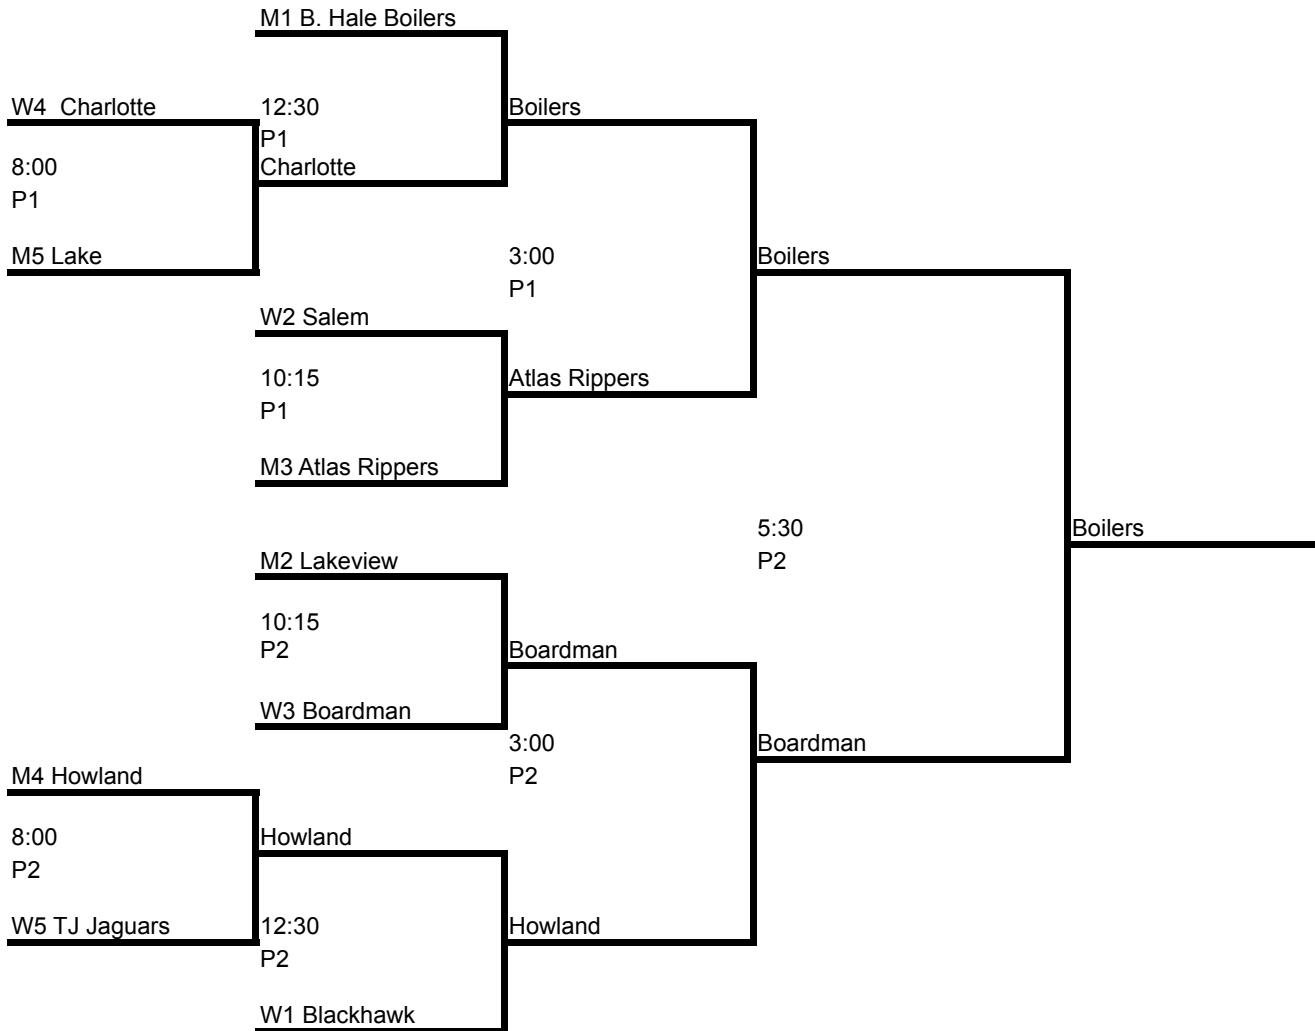 M1 B. Hale Boilers
W4  Charlotte
12:30
Boilers
P1
8:00
Charlotte
P1
M5 Lake
3:00
Boilers
P1
W2 Salem
10:15
Atlas Rippers
P1
M3 Atlas Rippers
5:30
Boilers
M2 Lakeview
P2
10:15
P2
Boardman
W3 Boardman
3:00
Boardman
M4 Howland
P2
8:00
Howland
P2
W5 TJ Jaguars
12:30
Howland
P2
W1 Blackhawk